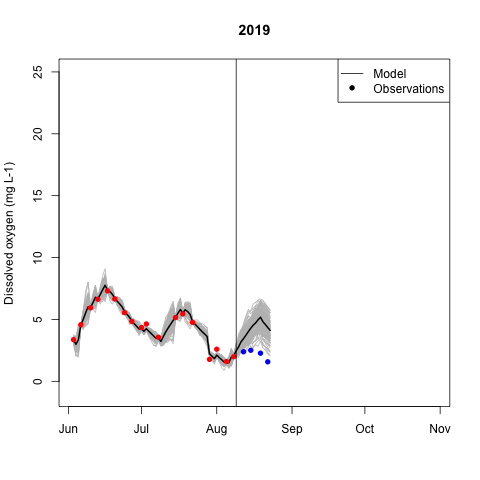 2019
Model
Observations
Dissolved oxygen (mg L-1)
25
20
15
10
5
0
Jun Jul Aug Sep Oct Nov